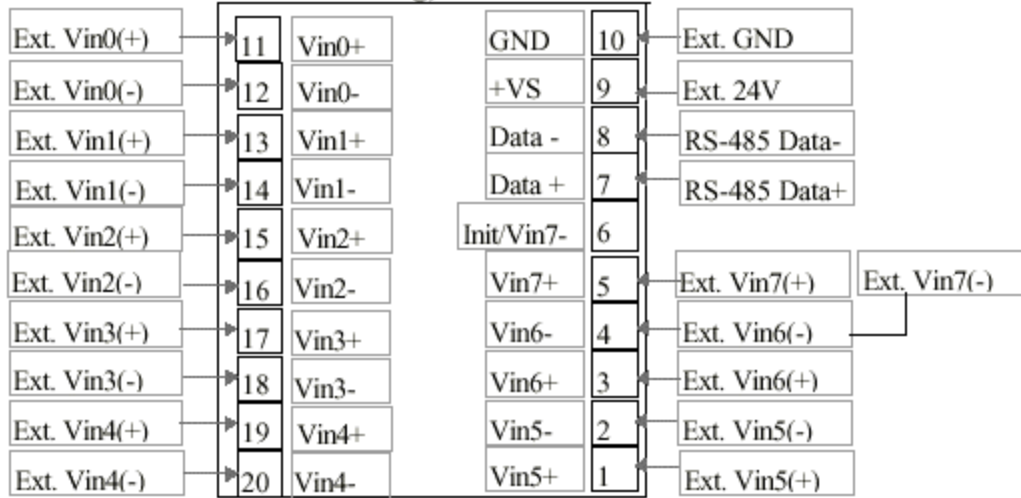 Ext. Vin0(+) 11 Vin0+ GND 10 Ext. GND
Ext. Vin0(-) 12 Vin0- +VS 9 Ext. 24V
Ext. Vin1(+) 13 Vin1+ Data - 8 RS-485 Data-
Ext. Vin1(-) 14 Vin1- Data + 7 RS-485 Data+
Ext. Vin2(+) 15 Vin2+ Init/Vin7- 6
Ext. Vin2(-) 16 Vin2- Vin7+ 5 Ext. Vin7(+) Ext. Vin7(-)
Ext. Vin3(+) 17 Vin3+ Vin6- 4 Ext. Vin6(-)
Ext. Vin3(-) 18 Vin3- Vin6+ 3 Ext. Vin6(+)
Ext. Vin4(+) 19 Vin4+ Vin5- 2 Ext. Vin5(-)
Ext. Vin4(-) 20 Vin4- Vin5+ 1 Ext. Vin5(+)